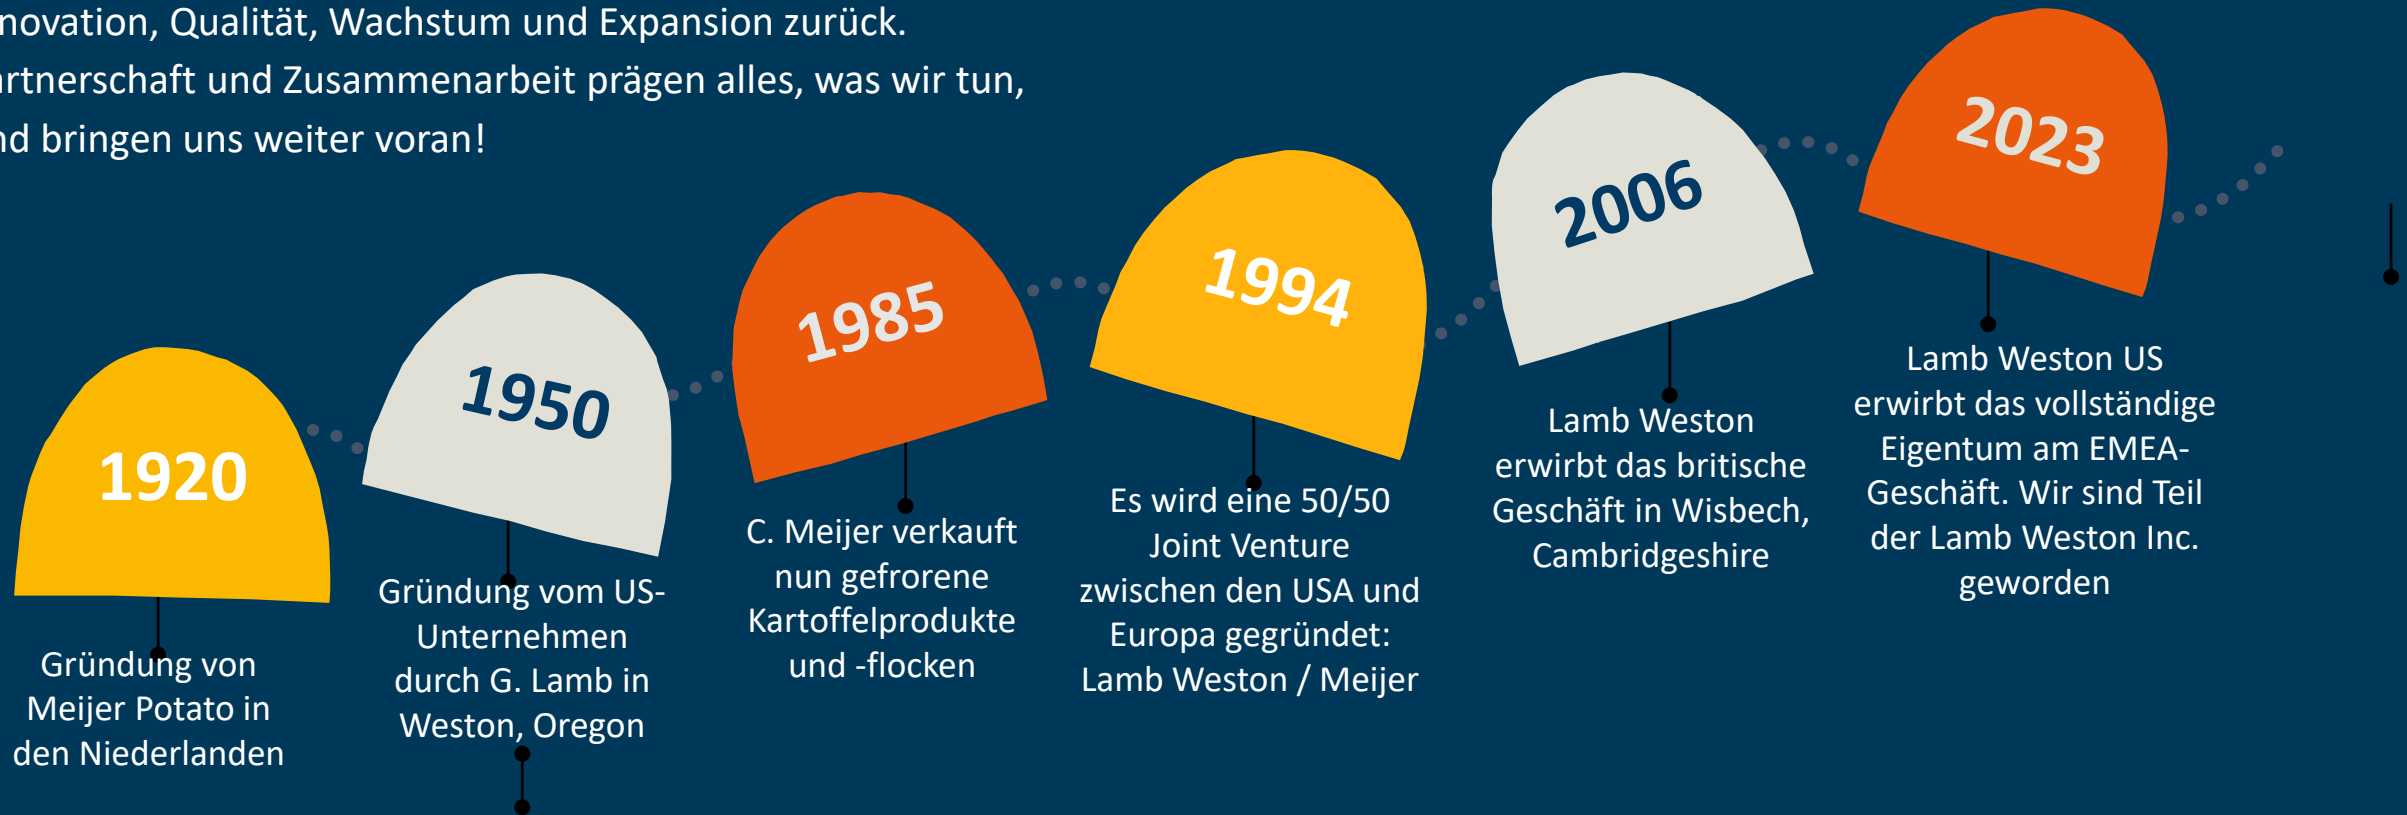 novation, Qualität, Wachstum und Expansion zurück.
artnerschaft und Zusammenarbeit prägen alles, was wir tun,
nd bringen uns weiter voran!
1920
Gründung von
Meijer Potato in
den Niederlanden
1950
Gründung vom US-
Unternehmen
durch G. Lamb in
Weston, Oregon
1985
C. Meijer verkauft
nun gefrorene
Kartoffelprodukte
und -flocken
1994
Es wird eine 50/50
Joint Venture
zwischen den USA und
Europa gegründet:
Lamb Weston / Meijer
2006
Lamb Weston
erwirbt das britische
Geschäft in Wisbech,
Cambridgeshire
2023
Lamb Weston US
erwirbt das vollständige
Eigentum am EMEA-
Geschäft. Wir sind Teil
der Lamb Weston Inc.
geworden